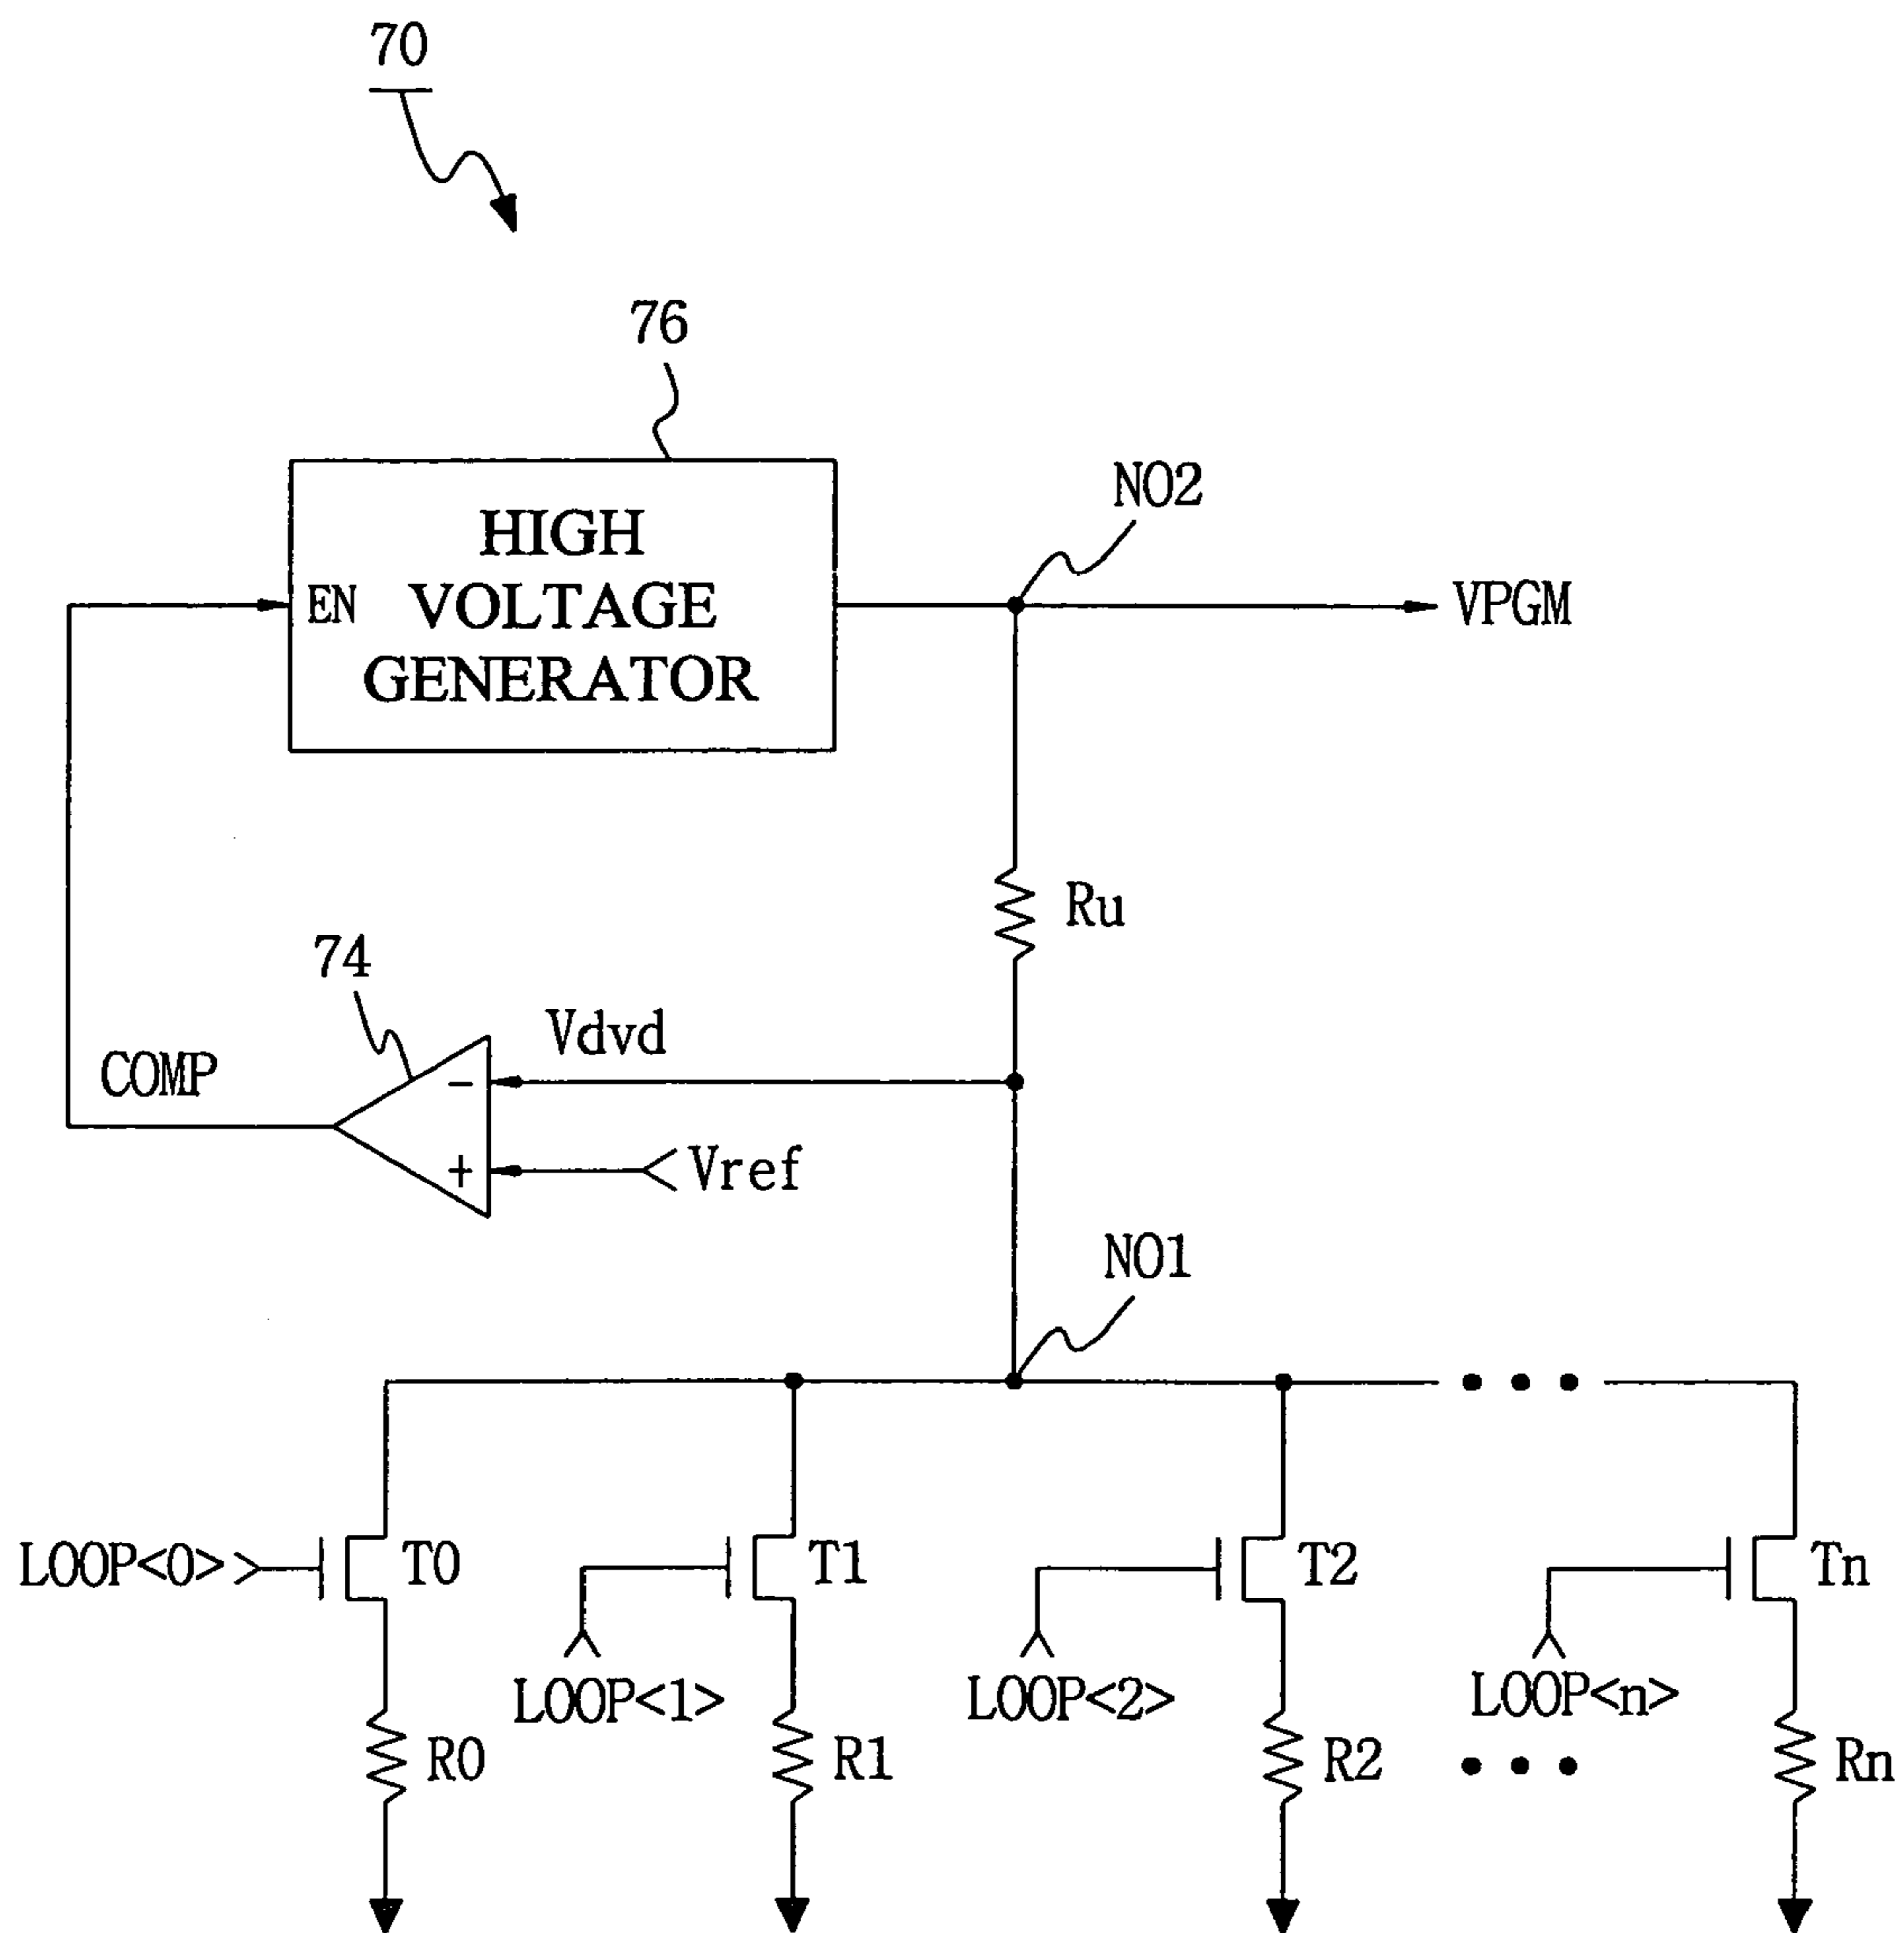 70
76
HIGH
VOLTAGE
GENERATOR
EN
NO2
VPGM
Ru
74
Vdvd
COMP
-
+
Vref
NO1
LOOP<0>
T0
T1
T2
Tn
LOOP<1>
LOOP<2>
LOOP<n>
R0
R1
R2
Rn